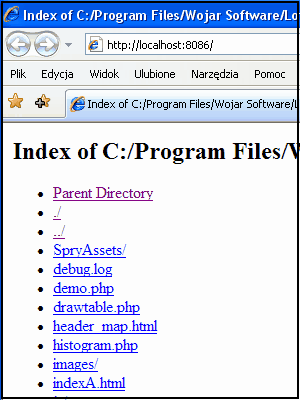 Index of C:/Program Files/Wojar Software/Lo
http://localhost:8086/
Plik Edycja Widok Ulubione Narzędzia Pomoc
Index of C:/Program Files/Wojar Software/L
Index of C:/Program Files/W
Parent Directory
./
../
SpryAssets/
debug.log
demo.php
drawtable.php
header_map.html
histogram.php
images/
indexA.html